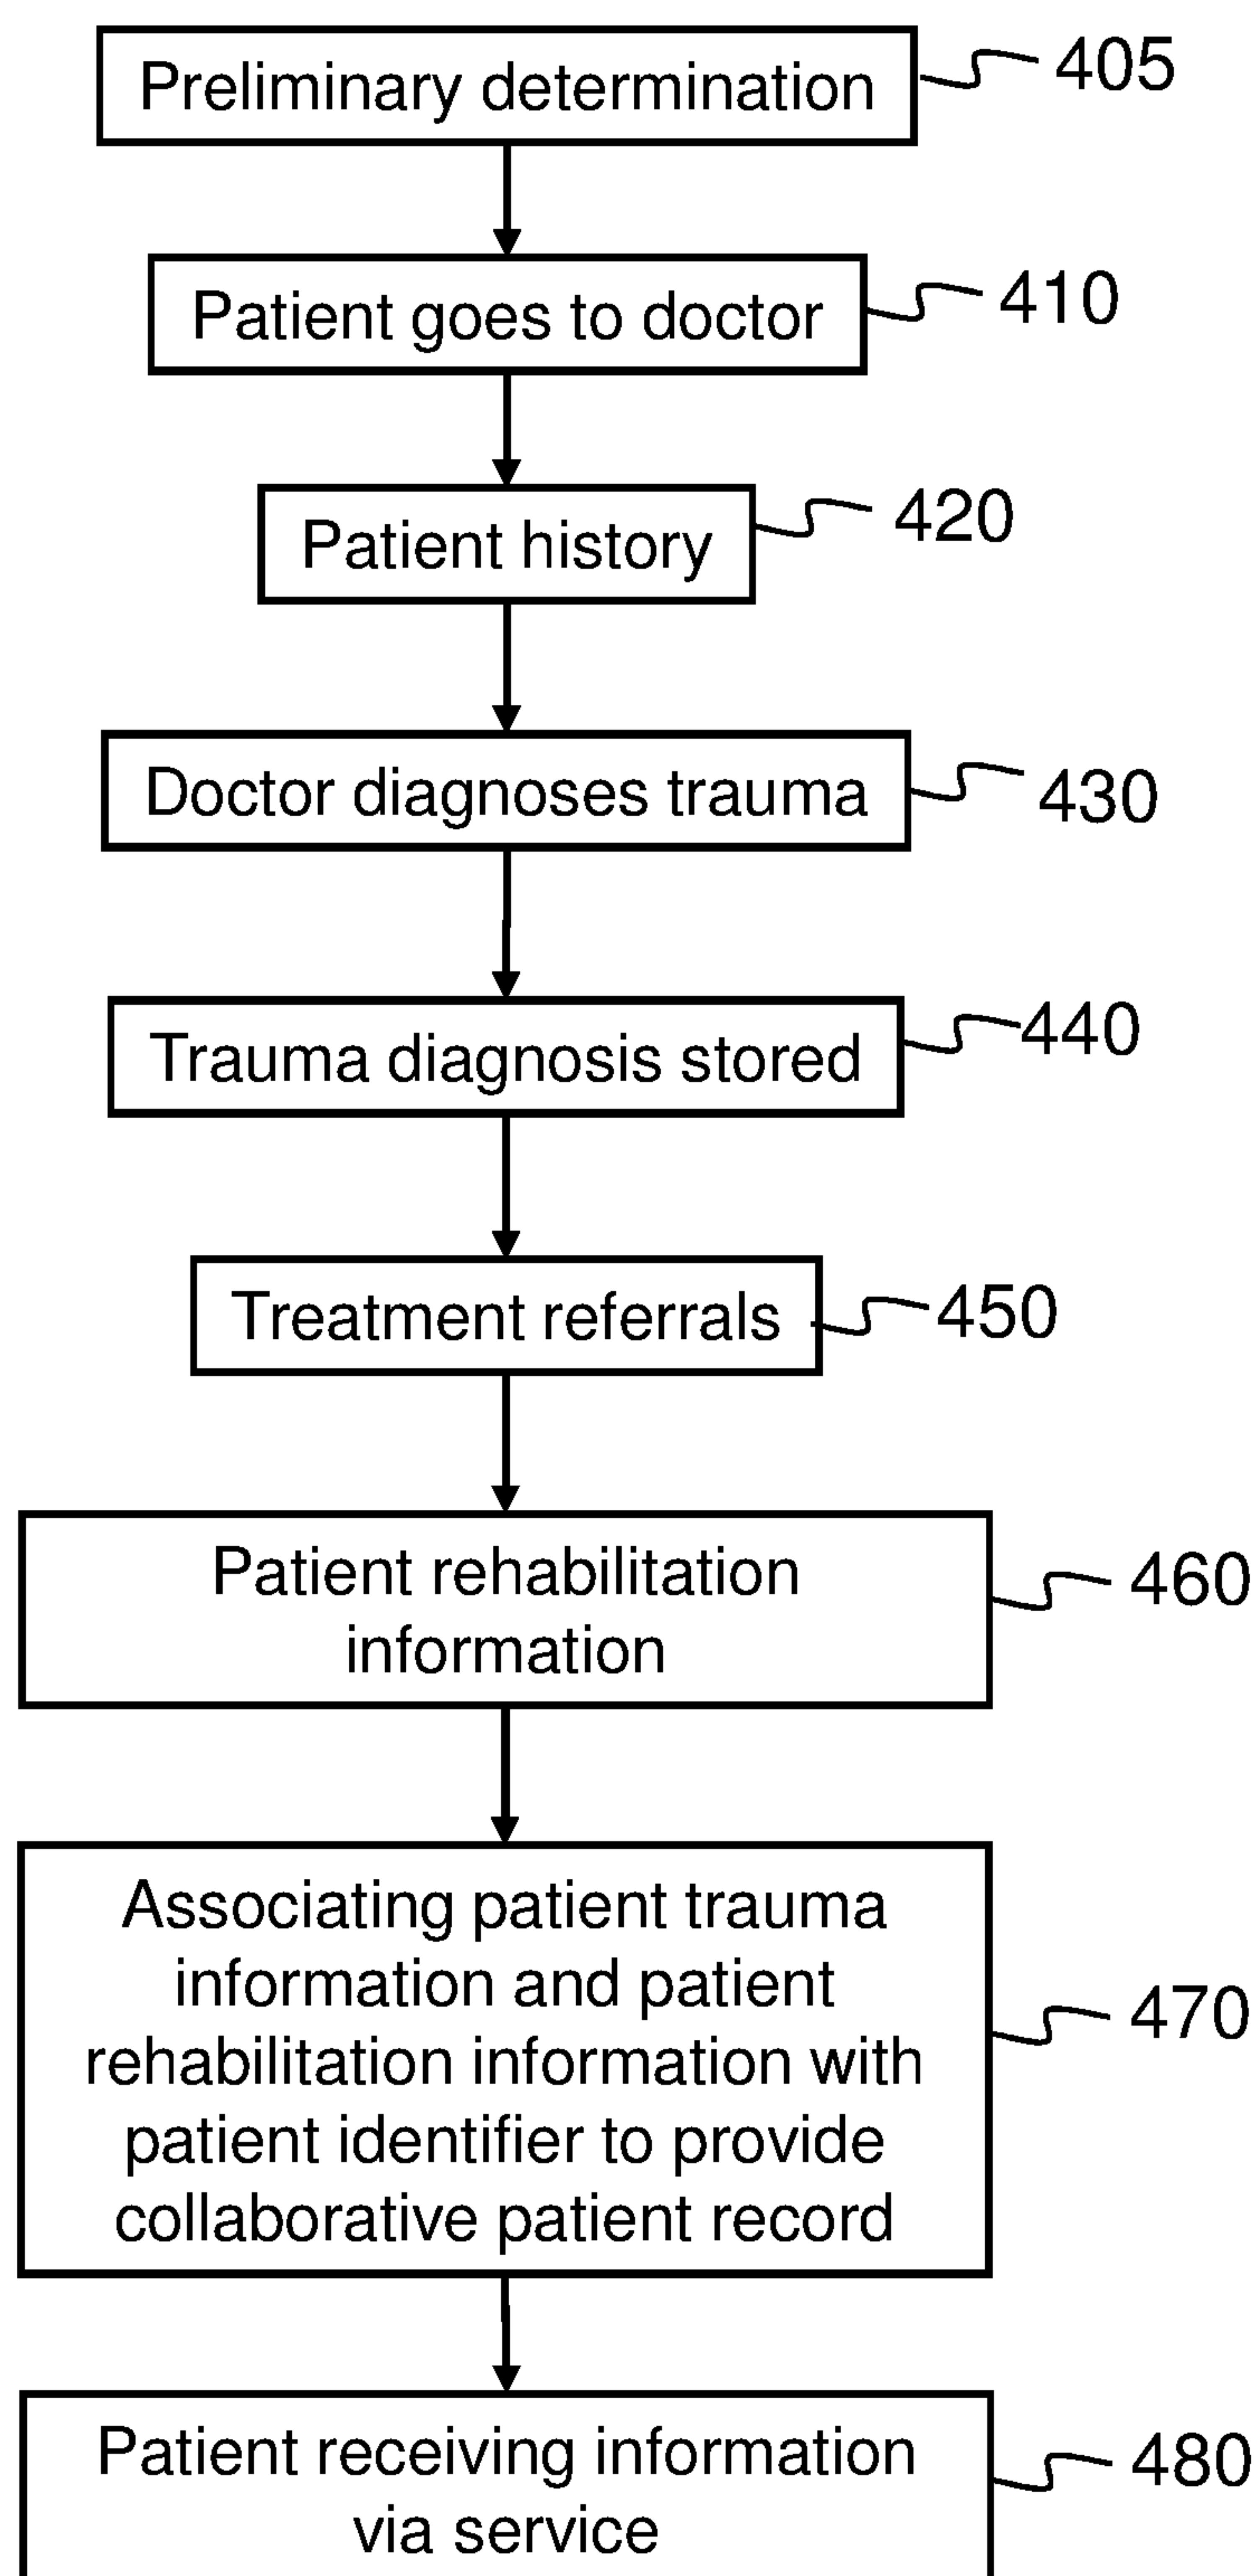 Preliminary determination 405
Patient goes to doctor 410
Patient history 420
Doctor diagnoses trauma 430
Trauma diagnosis stored 440
Treatment referrals 450
Patient rehabilitation
information
460
Associating patient trauma
information and patient
rehabilitation information with
patient identifier to provide
collaborative patient record
470
Patient receiving information
via service
480